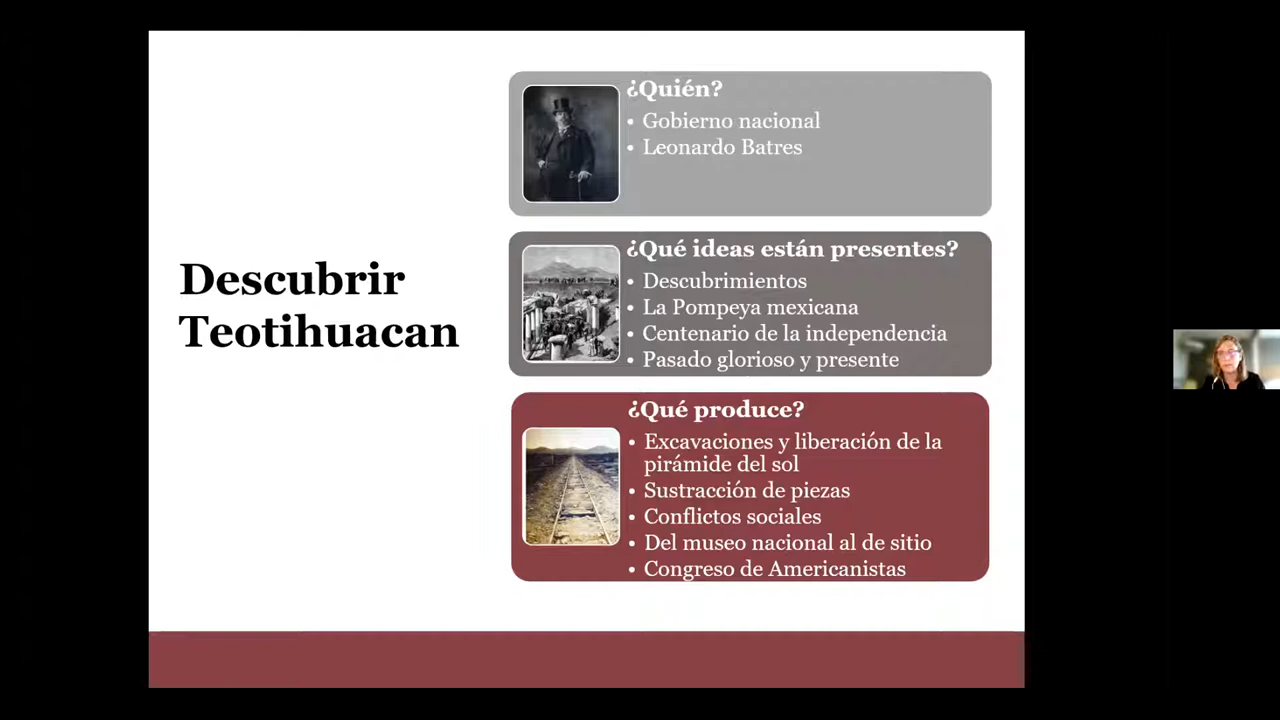 Descubrir
Teotihuacan
¿Quién?
• Gobierno nacional
• Leonardo Batres
¿Qué ideas están presentes?
• Descubrimientos
• La Pompeya mexicana
• Centenario de la independencia
• Pasado glorioso y presente
¿Qué produce?
• Excavaciones y liberación de la
pirámide del sol
• Sustracción de piezas
• Conflictos sociales
• Del museo nacional al de sitio
• Congreso de Americanistas